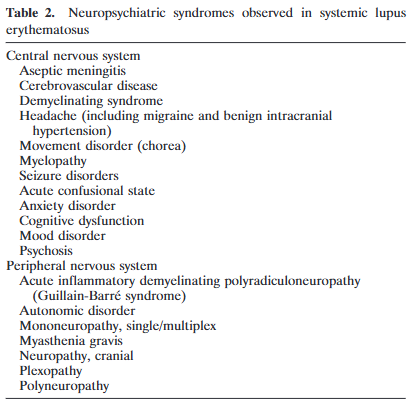 Table 2. Neuropsychiatric syndromes observed in systemic lupus
erythematosus
Central nervous system
Aseptic meningitis
Cerebrovascular disease
Demyelinating syndrome
Headache (including migraine and benign intracranial
hypertension)
Movement disorder (chorea)
Myelopathy
Seizure disorders
Acute confusional state
Anxiety disorder
Cognitive dysfunction
Mood disorder
Psychosis
Peripheral nervous system
Acute inflammatory demyelinating polyradiculoneuropathy
(Guillain-Barré syndrome)
Autonomic disorder
Mononeuropathy, single/multiplex
Myasthenia gravis
Neuropathy, cranial
Plexopathy
Polyneuropathy